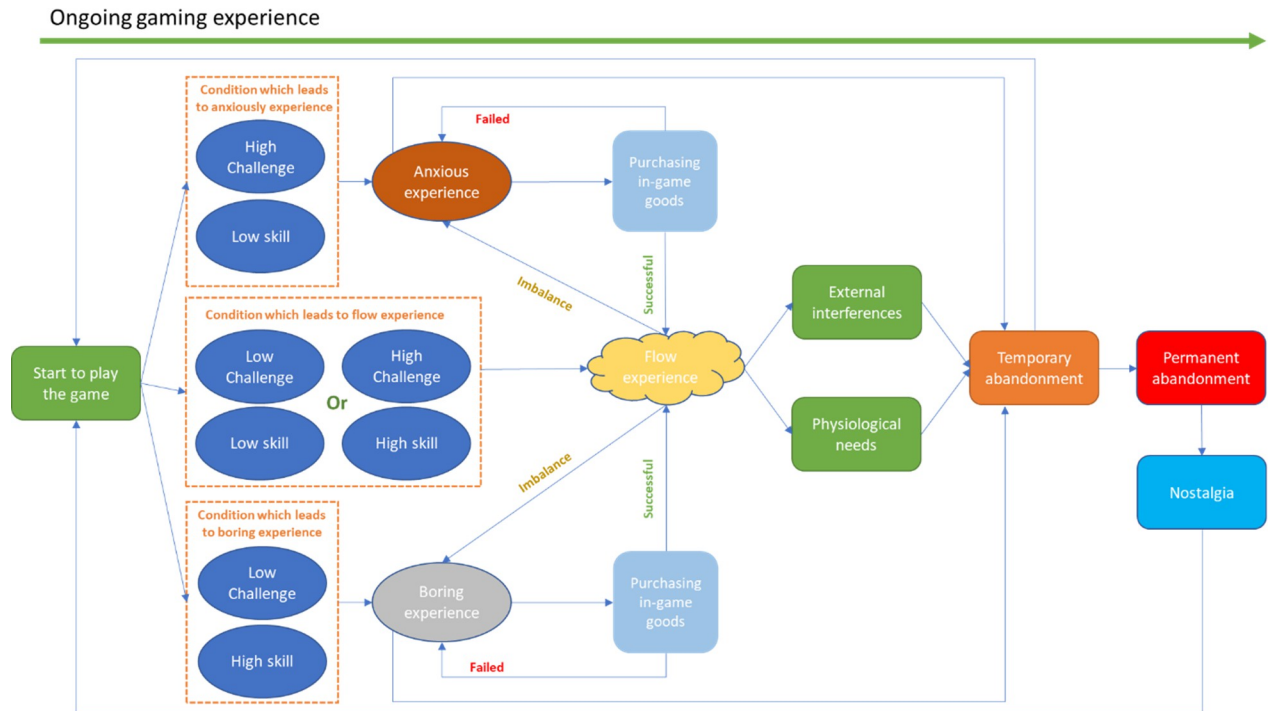 Ongoing gaming experience
Condition which leads
to anxiously experience
High
Challenge
Low skill
Failed
Anxious
experience
Purchasing
in-game
goods
Imbalance
Successful
Condition which leads to flow experience
Low
Challenge
High
Challenge
Or
Low skill
High skill
Start to play
the game
Flow
experience
External
interferences
Physiological
needs
Temporary
abandonment
Permanent
abandonment
Nostalgia
Imbalance
Successful
Condition which leads
to boring experience
Low
Challenge
High skill
Boring
experience
Purchasing
in-game
goods
Failed